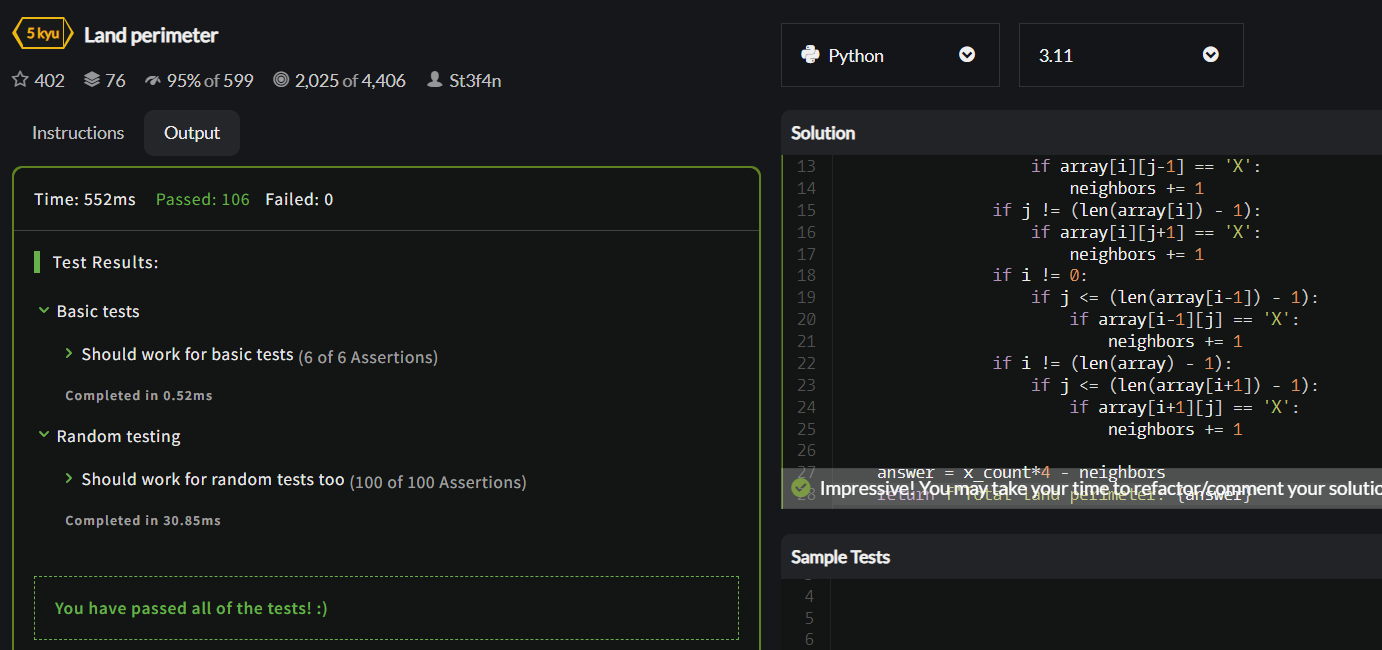 5 kyu Land perimeter
402 76 95% of 599 2,025 of 4,406 St3f4n
Instructions Output
Time: 552ms Passed: 106 Failed: 0
Test Results:
Basic tests
Should work for basic tests (6 of 6 Assertions)
Completed in 0.52ms
Random testing
Should work for random tests too (100 of 100 Assertions)
Completed in 30.85ms
You have passed all of the tests! :)
Python 3.11
Solution
13 if array[i][j-1] == 'X':
14 neighbors += 1
15 if j != (len(array[i]) - 1):
16 if array[i][j+1] == 'X':
17 neighbors += 1
18 if i != 0:
19 if j <= (len(array[i-1]) - 1):
20 if array[i-1][j] == 'X':
21 neighbors += 1
22 if i != (len(array) - 1):
23 if j <= (len(array[i+1]) - 1):
24 if array[i+1][j] == 'X':
25 neighbors += 1
26
27 answer = x_count*4 - neighbors
28 return f'Total land perimeter: {answer}'
Impressive! You may take your time to refactor/comment your solutio
Sample Tests
4
5
6